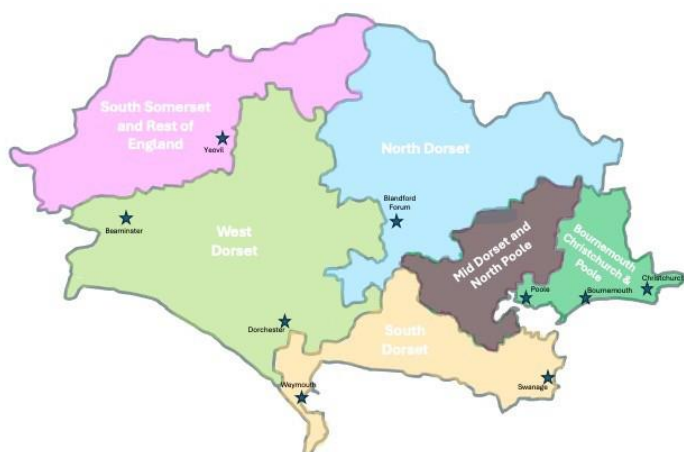 South Somerset
and Rest of
England
Yeovil
North Dorset
Blandford
Forum
Beaminster
West
Dorset
Mid Dorset and
North Poole
Bournemouth
Christchurch &
Poole
Christchurch
Poole
Bournemouth
Dorchester
South
Dorset
Weymouth
Swanage